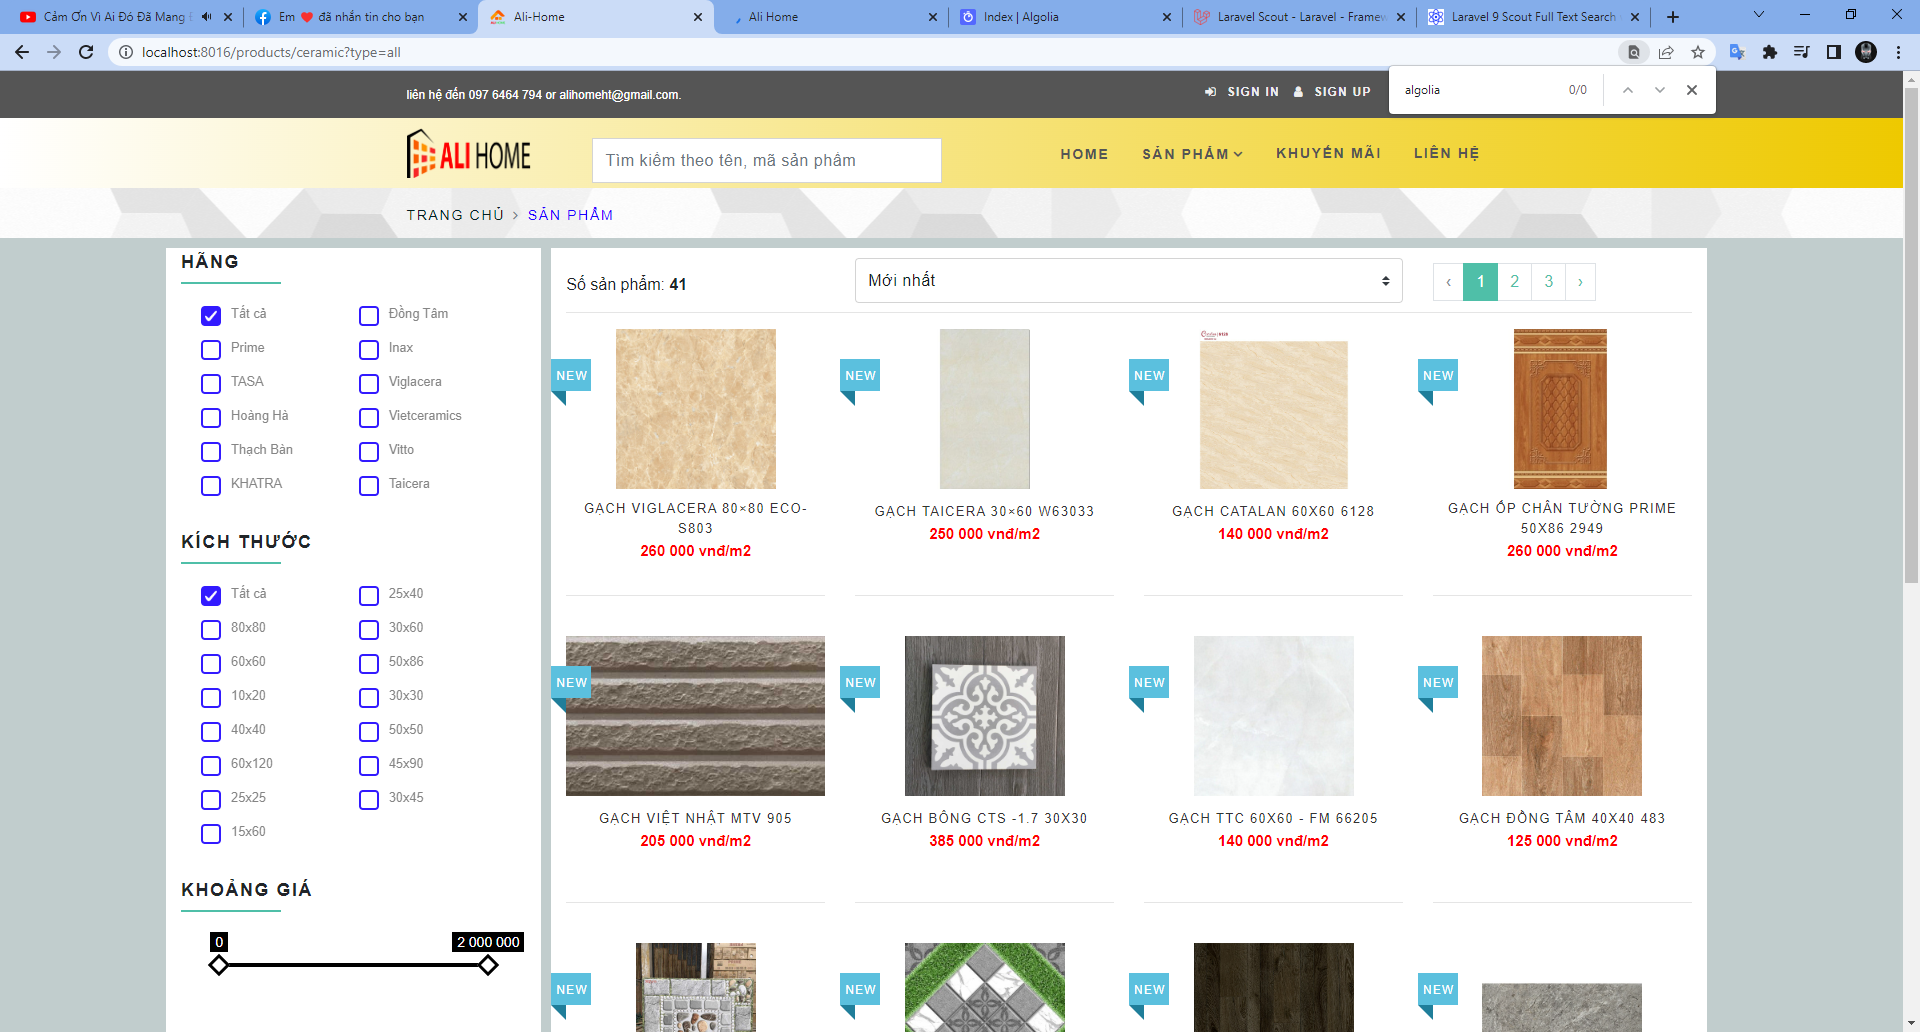 Cảm Ơn Vì Ai Đó Đã Mang
Em ❤️ đã nhắn tin cho bạn
Ali-Home
Ali Home
Index | Algolia
Laravel Scout - Laravel - Framew
Laravel 9 Scout Full Text Search
localhost:8016/products/ceramic?type=all
algolia
0/0
liên hệ đến 097 6464 794 or alihomeht@gmail.com.
SIGN IN
SIGN UP
ALI HOME
Tìm kiếm theo tên, mã sản phẩm
HOME
SẢN PHẨM
KHUYẾN MÃI
LIÊN HỆ
TRANG CHỦ > SẢN PHẨM
HÃNG
Tất cả
Đồng Tâm
Prime
Inax
TASA
Viglacera
Hoàng Hà
Vietceramics
Thạch Bàn
Vitto
KHATRA
Taicera
KÍCH THƯỚC
Tất cả
25x40
80x80
30x60
60x60
50x86
10x20
30x30
40x40
50x50
60x120
45x90
25x25
30x45
15x60
KHOẢNG GIÁ
0
2 000 000
Số sản phẩm: 41
Mới nhất
‹ 1 2 3 ›
NEW
NEW
NEW
NEW
GẠCH VIGLACERA 80×80 ECO-
S803
260 000 vnđ/m2
GẠCH TAICERA 30×60 W63033
250 000 vnđ/m2
GẠCH CATALAN 60X60 6128
140 000 vnđ/m2
GẠCH ỐP CHÂN TƯỜNG PRIME
50X86 2949
260 000 vnđ/m2
NEW
NEW
NEW
NEW
GẠCH VIỆT NHẬT MTV 905
205 000 vnđ/m2
GẠCH BÔNG CTS -1.7 30X30
385 000 vnđ/m2
GẠCH TTC 60X60 - FM 66205
140 000 vnđ/m2
GẠCH ĐỒNG TÂM 40X40 483
125 000 vnđ/m2
NEW
NEW
NEW
NEW